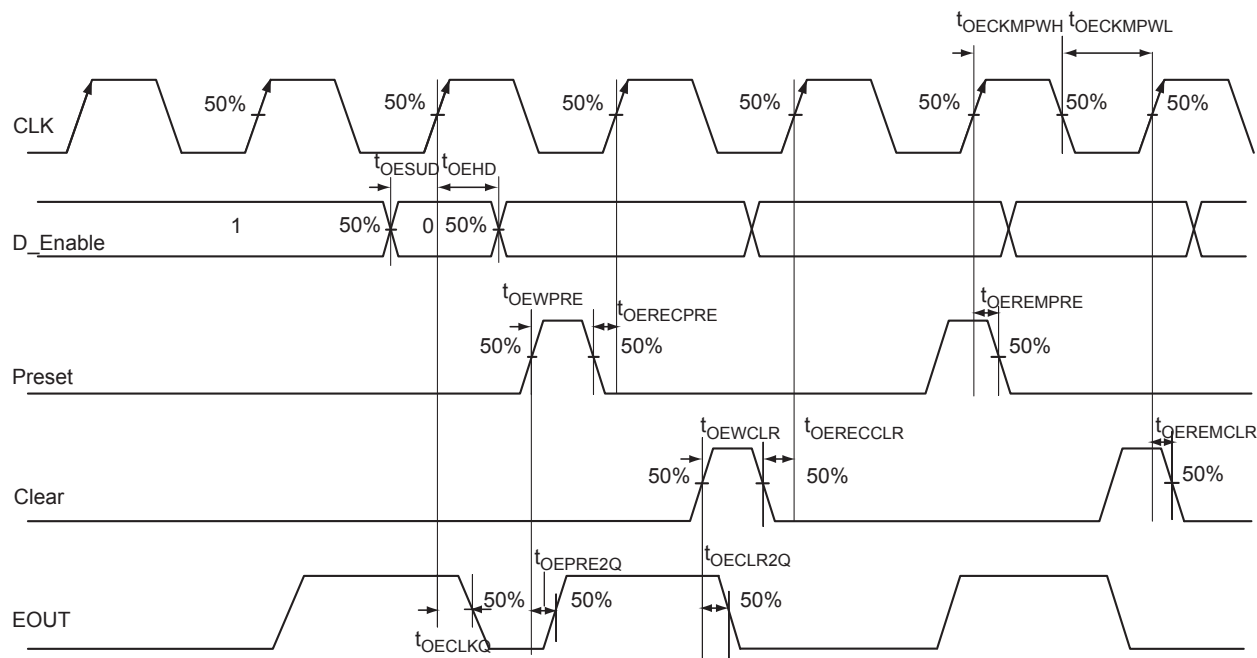 tOECKMPWH tOECKMPWL
50% 50% 50% 50% 50% 50% 50%
CLK
tOESUD tOEHD
1 50% 0 50%
D_Enable
tOEWPRE tOERECPRE tOEREMPRE
50% 50% 50%
Preset
tOEWCLR tOERECCLR tOEREMCLR
50% 50% 50%
Clear
tOEPRE2Q tOECLR2Q
50% 50% 50%
EOUT
tOECLKQ